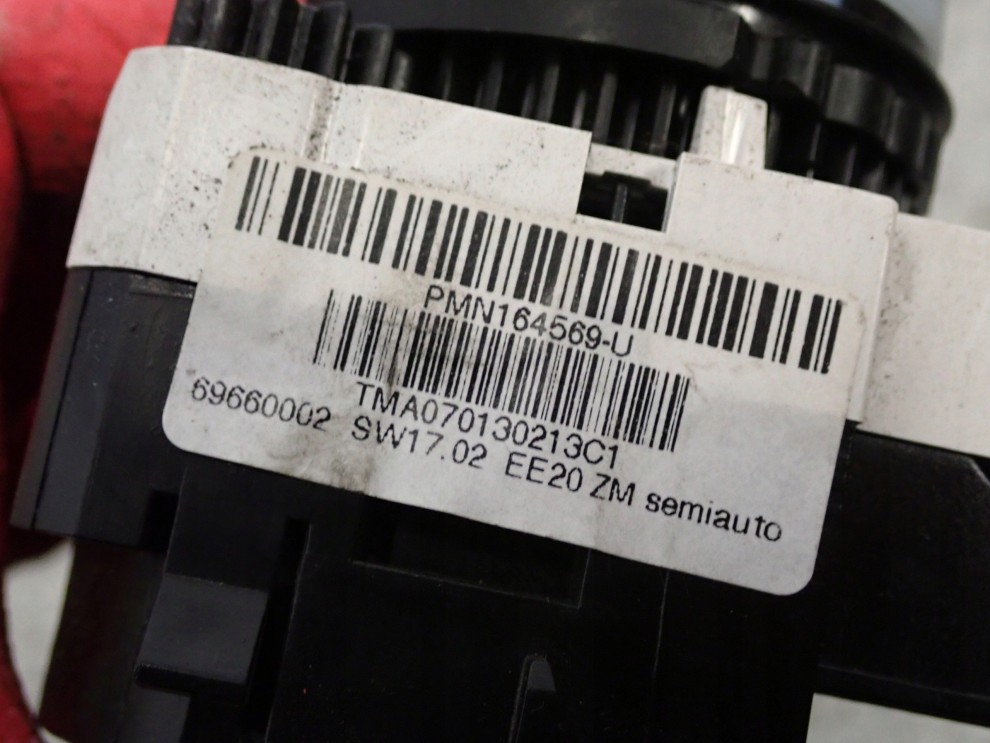 PMN164569-U
TMA070130213C1
69660002 SW17.02 EE20 ZM semiauto